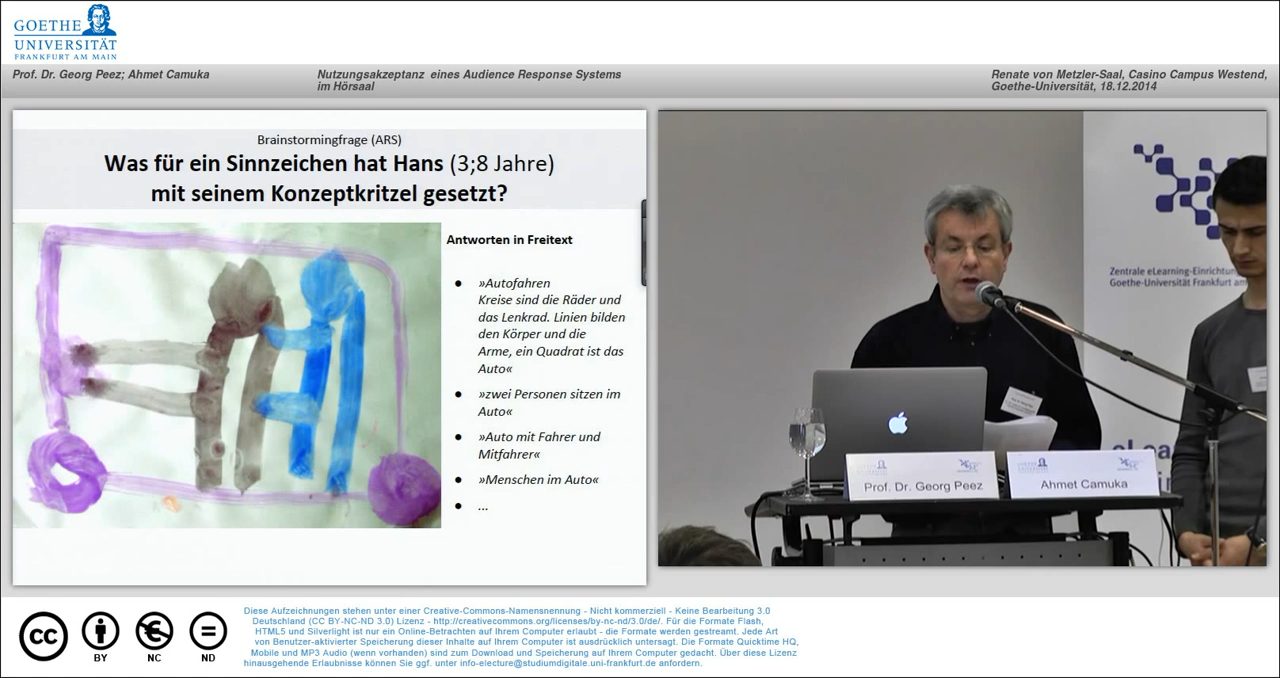 GOETHE
UNIVERSITÄT
FRANKFURT AM MAIN
Prof. Dr. Georg Peez; Ahmet Camuka
Nutzungsakzeptanz eines Audience Response Systems
im Hörsaal
Renate von Metzler-Saal, Casino Campus Westend,
Goethe-Universität, 18.12.2014
Brainstormingfrage (ARS)
Was für ein Sinnzeichen hat Hans (3;8 Jahre)
mit seinem Konzeptkritzel gesetzt?
Antworten in Freitext
● »Autofahren
Kreise sind die Räder und
das Lenkrad. Linien bilden
den Körper und die
Arme, ein Quadrat ist das
Auto«
● »zwei Personen sitzen im
Auto«
● »Auto mit Fahrer und
Mitfahrer«
● »Menschen im Auto«
● ...
Zentrale eLearning-Einrichtu
Goethe-Universität Frankfurt am
Prof. Dr. Georg Peez
Ahmet Camuka
cc
BY
NC
ND
Diese Aufzeichnungen stehen unter einer Creative-Commons-Namensnennung - Nicht kommerziell - Keine Bearbeitung 3.0
Deutschland (CC BY-NC-ND 3.0) Lizenz - http://creativecommons.org/licenses/by-nc-nd/3.0/de/. Für die Formate Flash,
HTML5 und Silverlight ist nur ein Online-Betrachten auf Ihrem Computer erlaubt - die Formate werden gestreamt. Jede Art
von Benutzer-aktivierter Speicherung dieser Inhalte auf Ihrem Computer ist ausdrücklich untersagt. Die Formate Quicktime HQ,
Mobile und MP3 Audio (wenn vorhanden) sind zum Download und Speicherung auf Ihrem Computer gedacht. Über diese Lizenz
hinausgehende Erlaubnisse können Sie ggf. unter info-electure@studiumdigitale.uni-frankfurt.de anfordern.